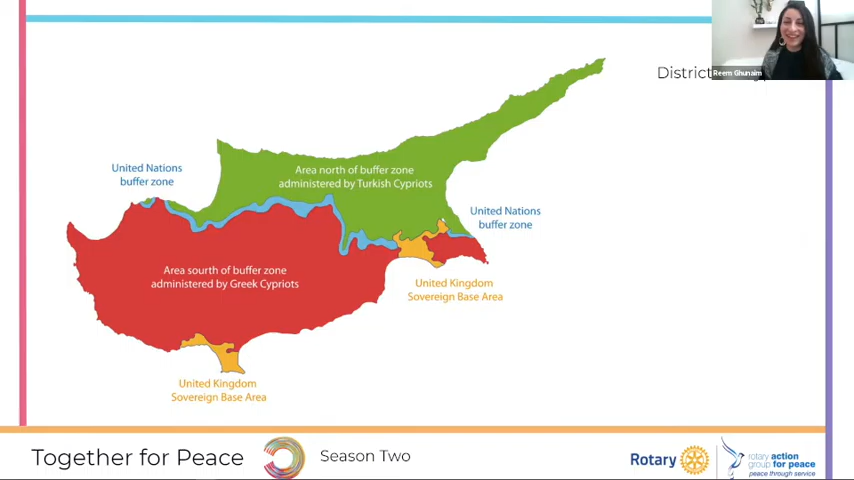 Reem Ghunaim
District
United Nations
buffer zone
Area north of buffer zone
administered by Turkish Cypriots
United Nations
buffer zone
Area sourth of buffer zone
administered by Greek Cypriots
United Kingdom
Sovereign Base Area
United Kingdom
Sovereign Base Area
Together for Peace
Season Two
Rotary
rotary action
group for peace
peace through service